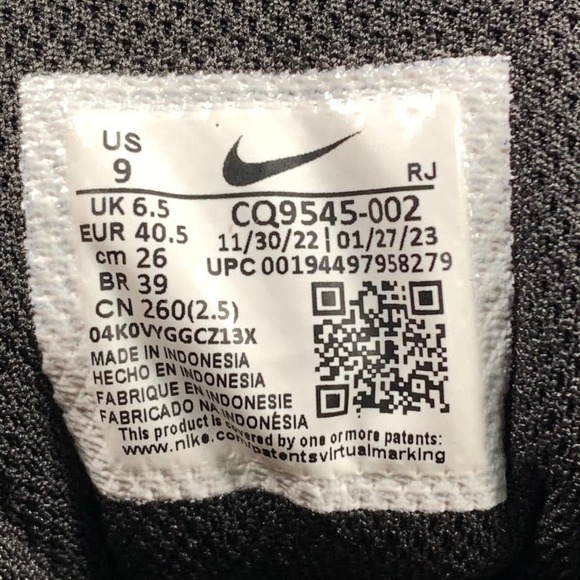 US
9
RJ
UK 6.5
EUR 40.5
cm 26
BR 39
CN 260(2.5)
CQ9545-002
11/30/22 | 01/27/23
UPC 00194497958279
04K0VYGGCZ13X
MADE IN INDONESIA
HECHO EN INDONESIA
FABRIQUE EN INDONESIE
FABRICADO NA INDONÉSIA
This product is covered by one or more patents:
www.nike.com/patentsvirtualmarking